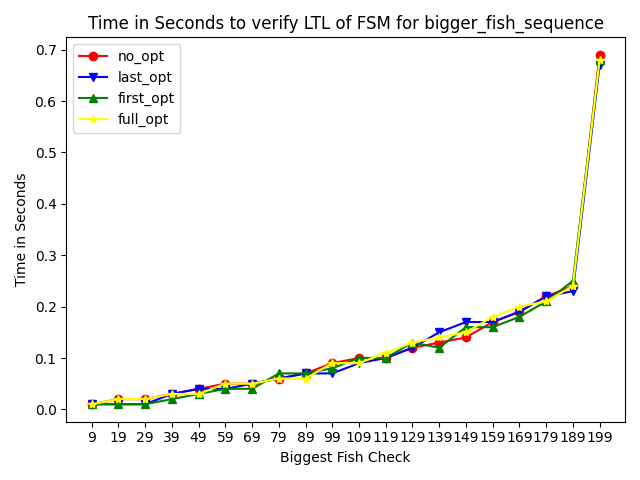 Time in Seconds to verify LTL of FSM for bigger_fish_sequence
no_opt
last_opt
first_opt
full_opt
Time in Seconds
0.7
0.6
0.5
0.4
0.3
0.2
0.1
0.0
9 19 29 39 49 59 69 79 89 99 109 119 129 139 149 159 169 179 189 199
Biggest Fish Check